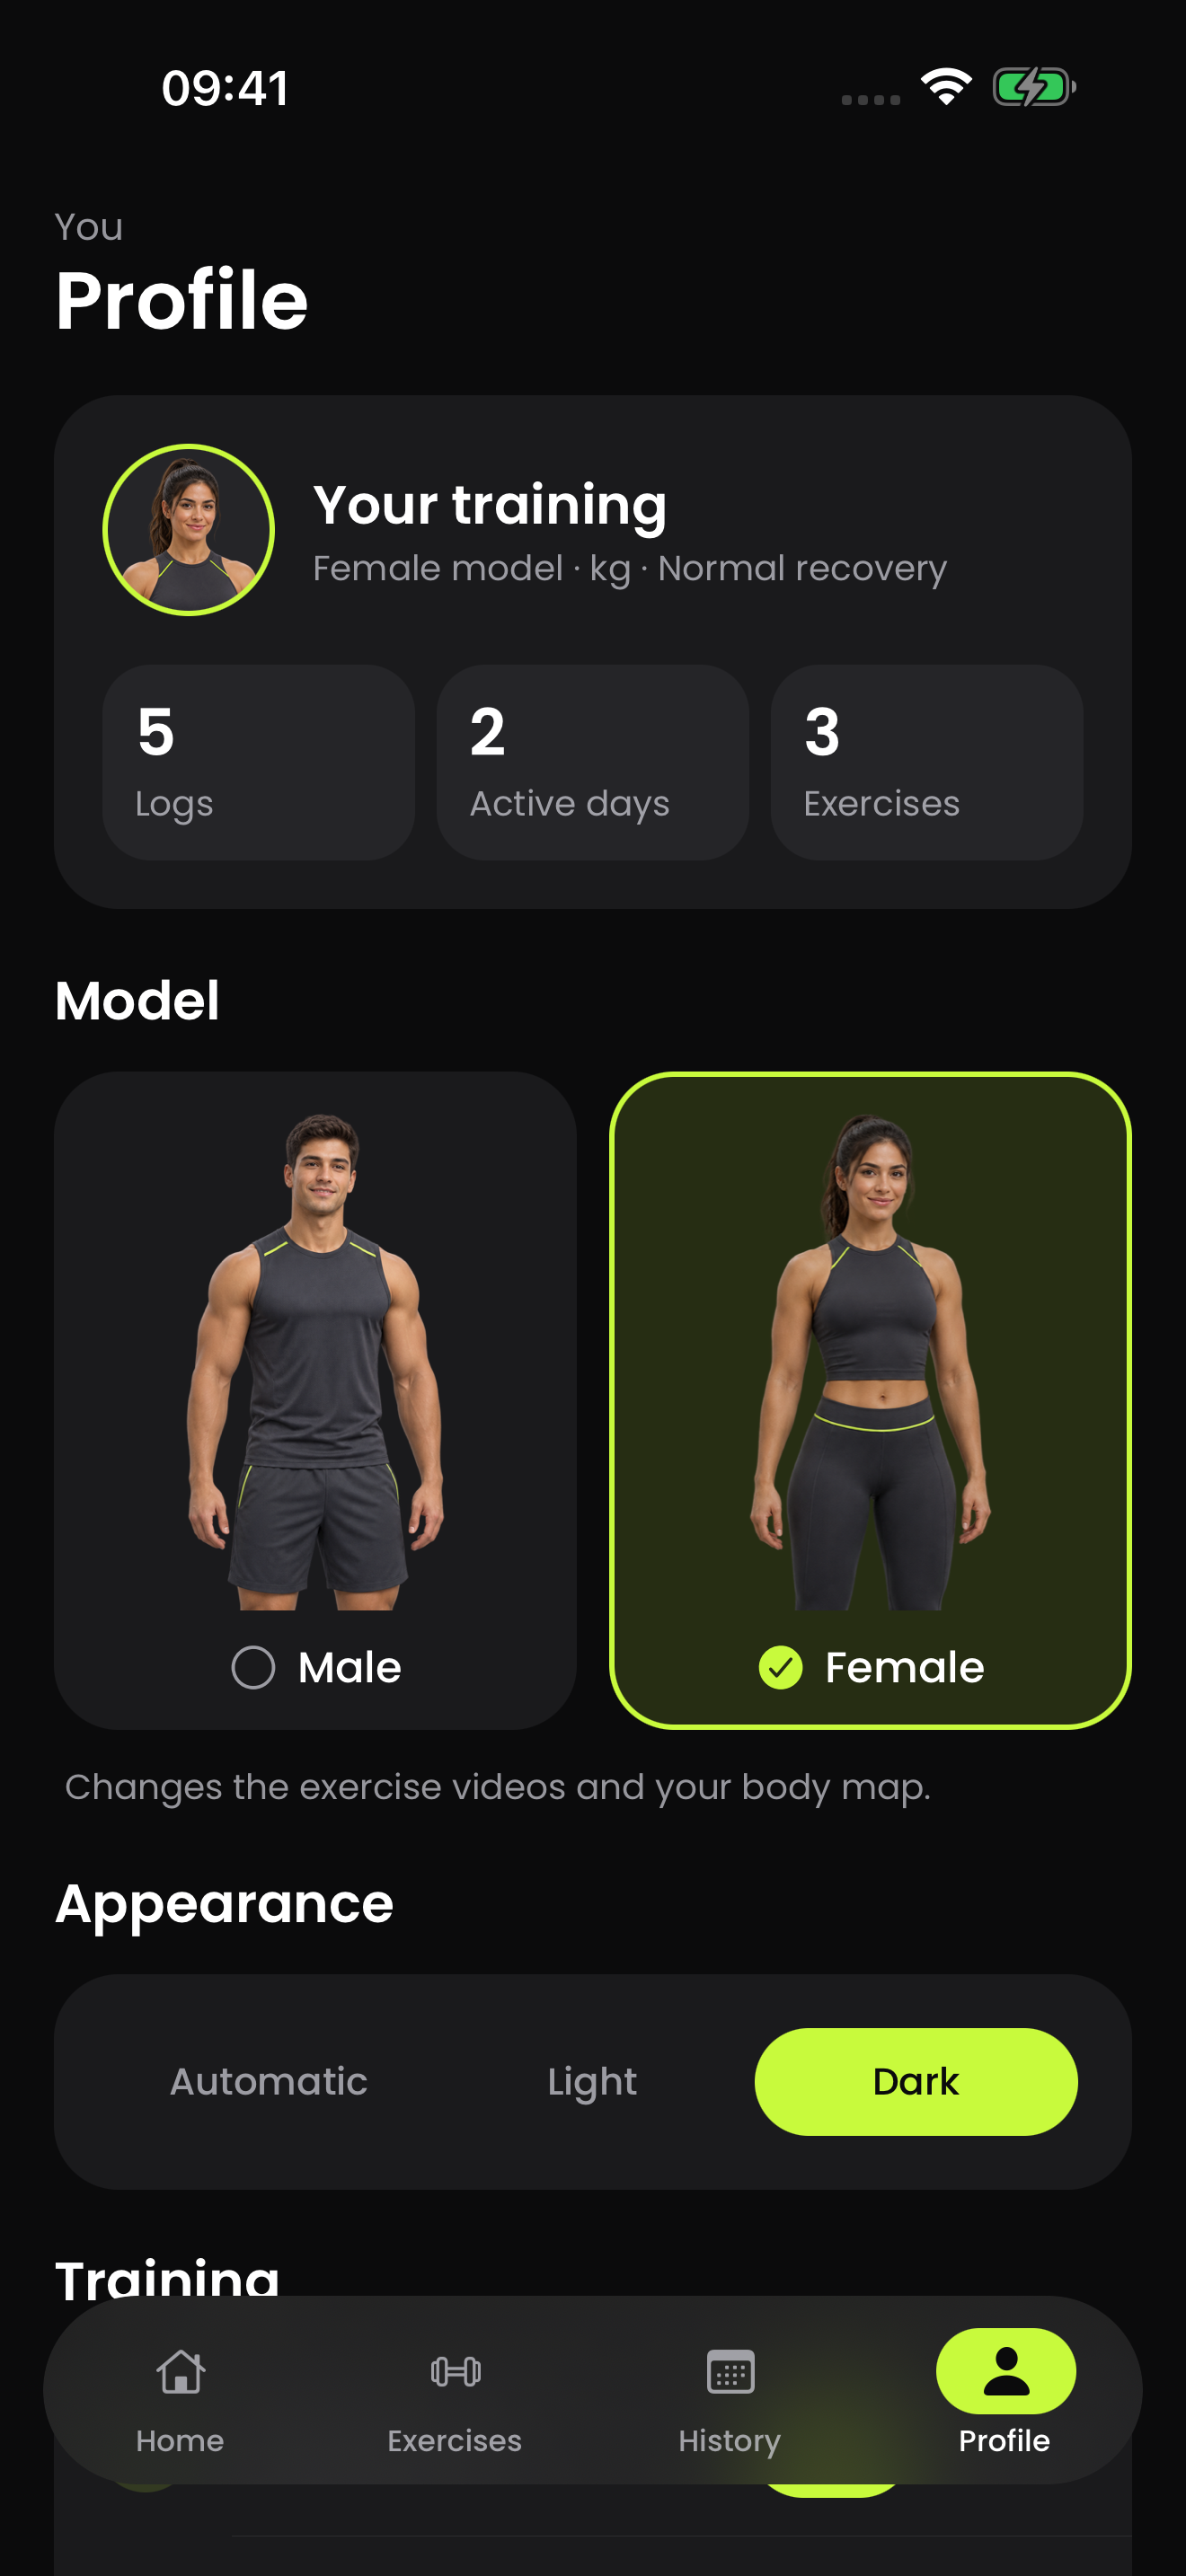 09:41
You
Profile
Your training
Female model · kg · Normal recovery
5
2
3
Logs
Active days
Exercises
Model
Male
Female
Changes the exercise videos and your body map.
Appearance
Automatic
Light
Dark
Training
Home
Exercises
History
Profile